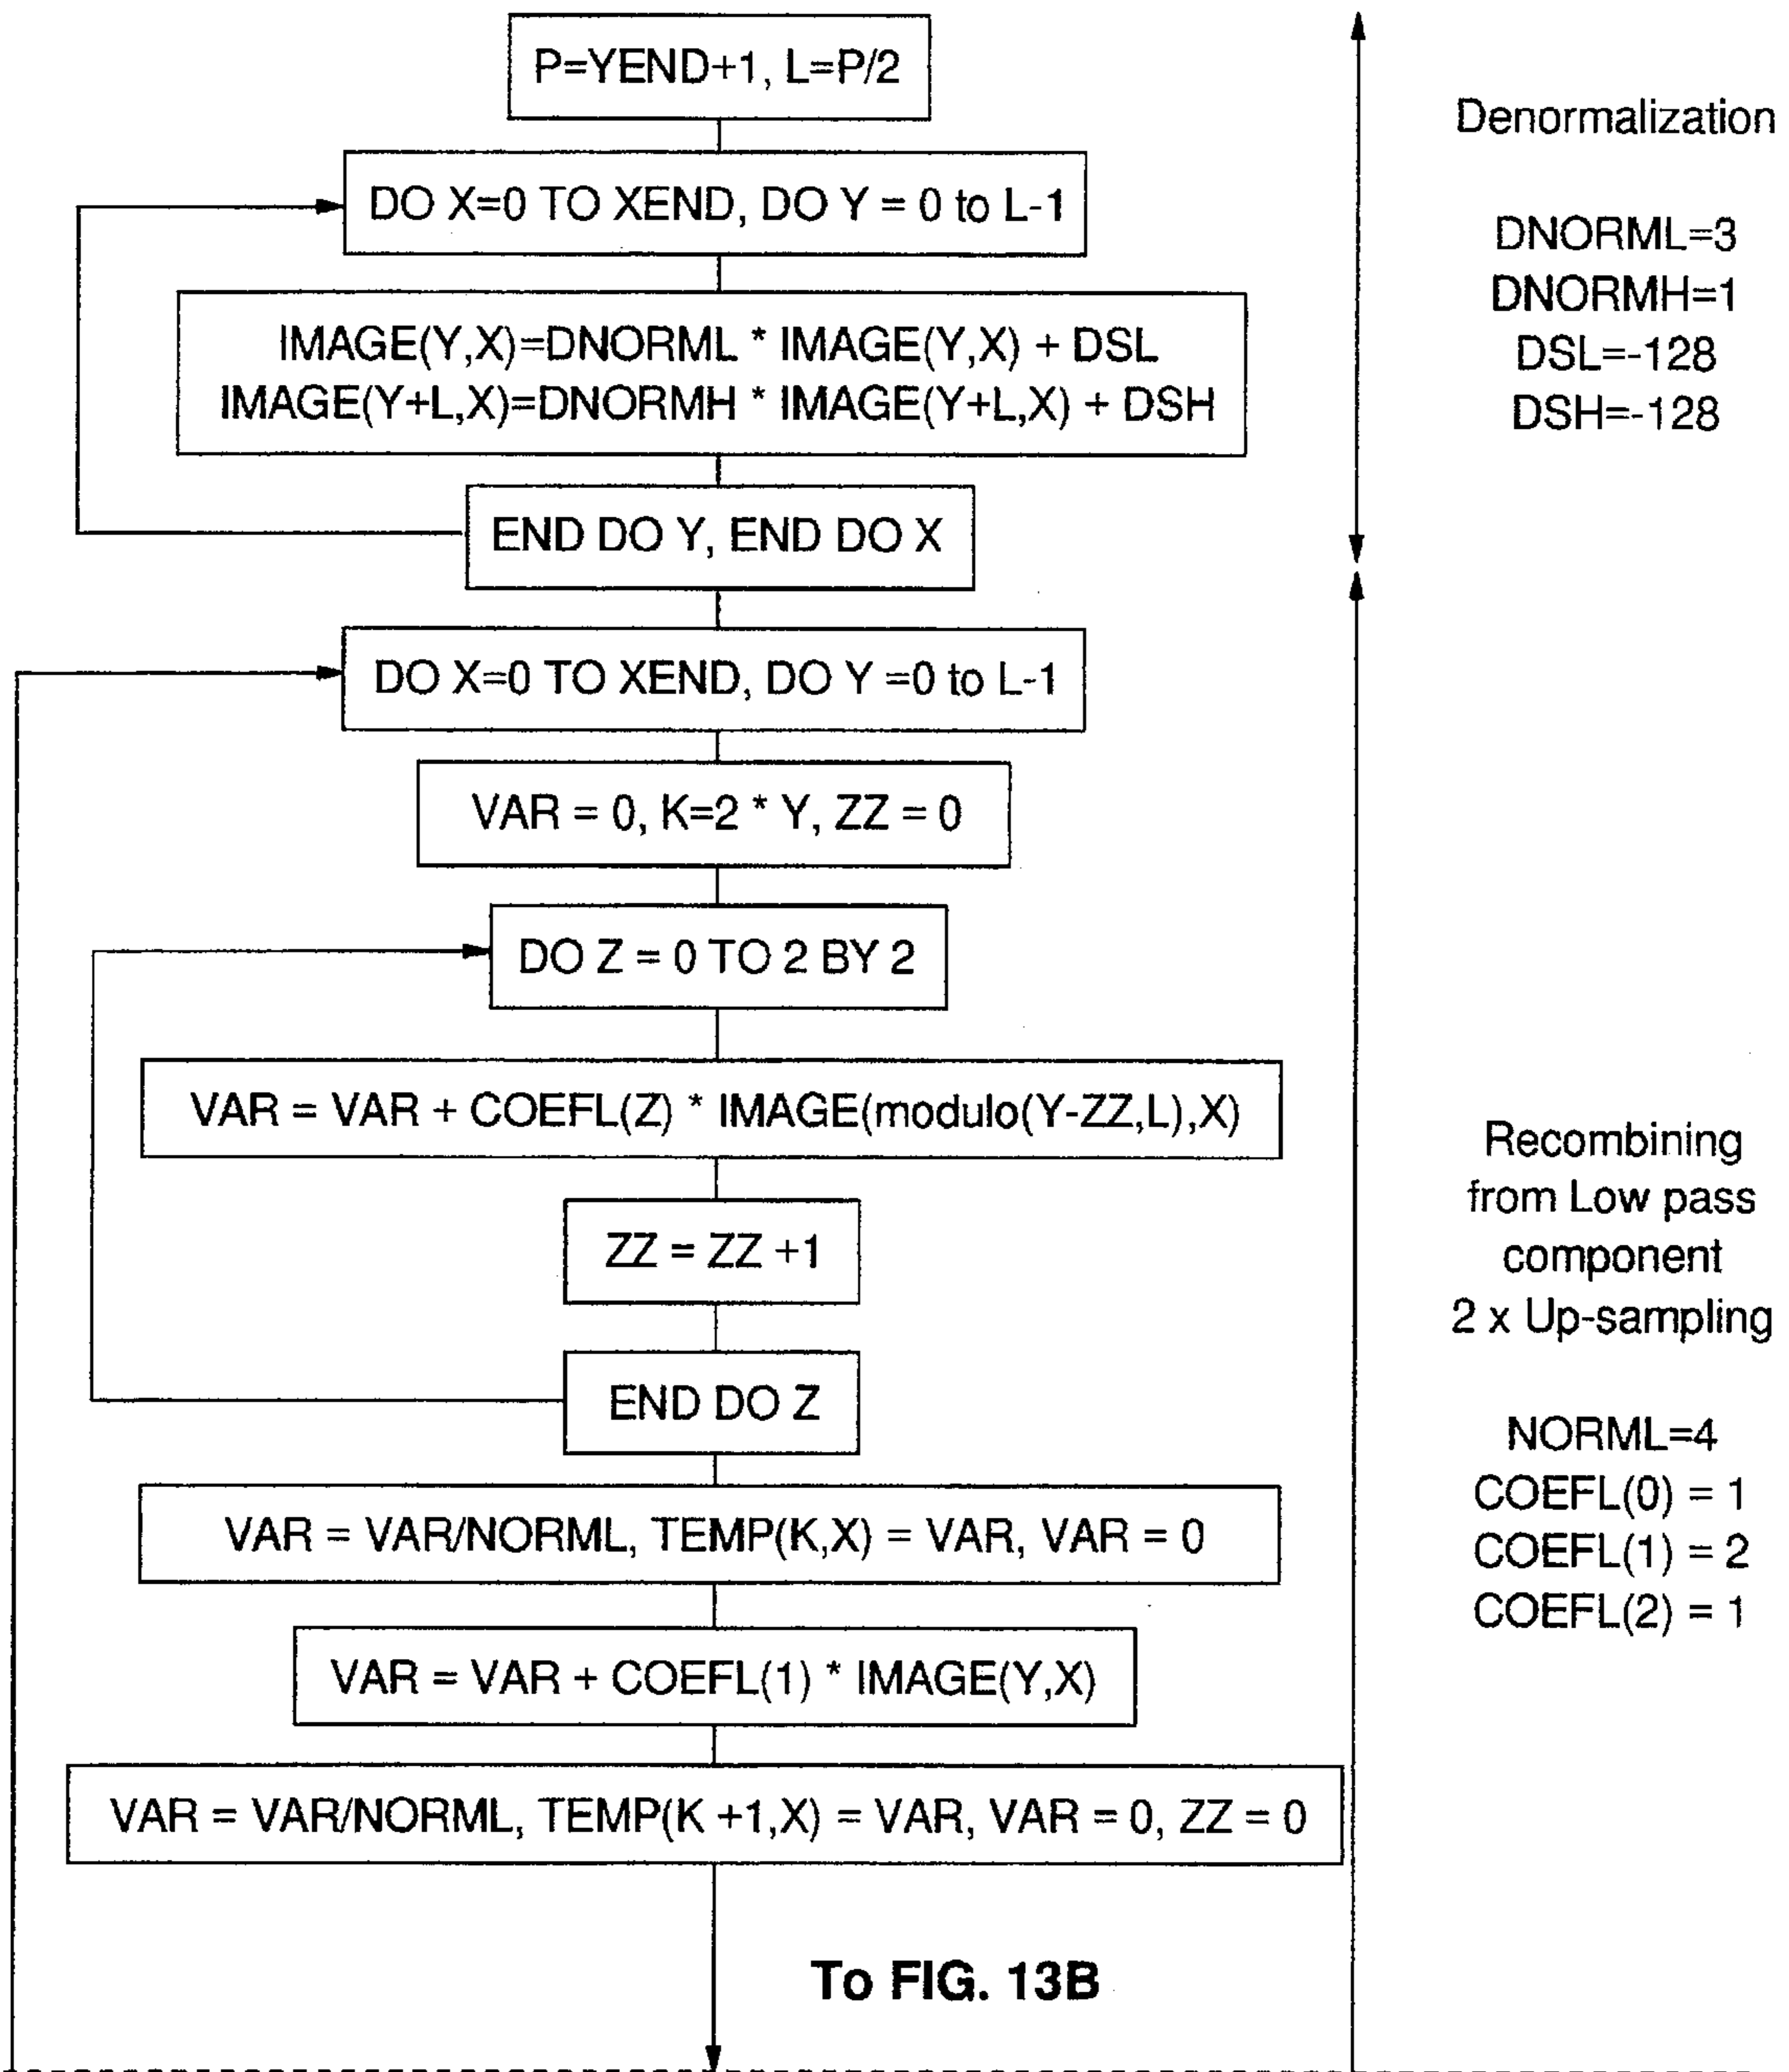 P=YEND+1, L=P/2
DO X=0 TO XEND, DO Y = 0 to L-1
IMAGE(Y,X)=DNORML * IMAGE(Y,X) + DSL
IMAGE(Y+L,X)=DNORMH * IMAGE(Y+L,X) + DSH
END DO Y, END DO X
Denormalization
DNORML=3
DNORMH=1
DSL=-128
DSH=-128
DO X=0 TO XEND, DO Y =0 to L-1
VAR = 0, K=2 * Y, ZZ = 0
DO Z = 0 TO 2 BY 2
VAR = VAR + COEFL(Z) * IMAGE(modulo(Y-ZZ,L),X)
ZZ = ZZ +1
END DO Z
VAR = VAR/NORML, TEMP(K,X) = VAR, VAR = 0
VAR = VAR + COEFL(1) * IMAGE(Y,X)
VAR = VAR/NORML, TEMP(K +1,X) = VAR, VAR = 0, ZZ = 0
Recombining
from Low pass
component
2 x Up-sampling
NORML=4
COEFL(0) = 1
COEFL(1) = 2
COEFL(2) = 1
To FIG. 13B